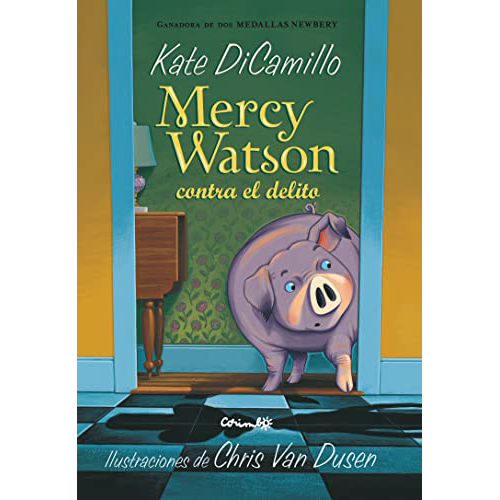 GANADORA DE DOS MEDALLAS NEWBERY
Kate DiCamillo
Mercy
Watson
contra el delito
Corimbo
Ilustraciones de Chris Van Dusen